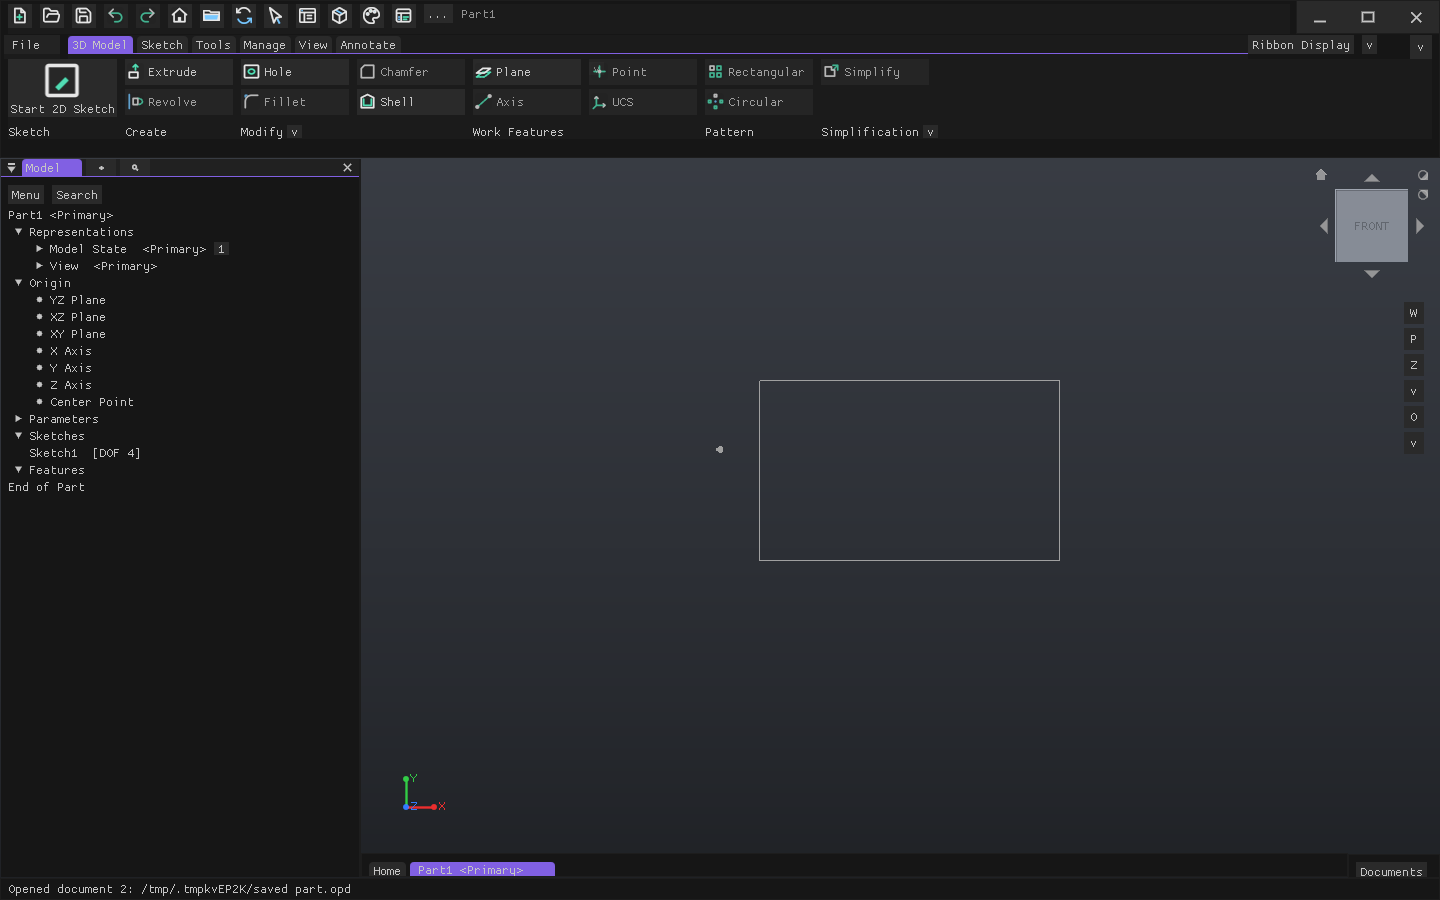 ... Part1
File 3D Model Sketch Tools Manage View Annotate Ribbon Display v v
Start 2D Sketch Extrude Hole Chamfer Plane Point Rectangular Simplify
Revolve Fillet Shell Axis UCS Circular
Sketch Create Modify v Work Features Pattern Simplification v
Model
Menu Search
Part1 <Primary>
Representations
Model State <Primary> 1
View <Primary>
Origin
YZ Plane
XZ Plane
XY Plane
X Axis
Y Axis
Z Axis
Center Point
Parameters
Sketches
Sketch1 [DOF 4]
Features
End of Part
FRONT
W
P
Z
v
O
v
Y
Z X
Home Part1 <Primary> Documents
Opened document 2: /tmp/.tmpkvEP2K/saved part.opd